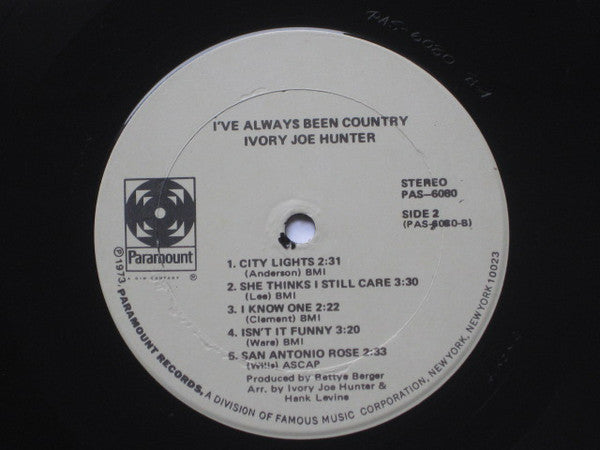 PAS-6080 B-1
I'VE ALWAYS BEEN COUNTRY
IVORY JOE HUNTER
STEREO
PAS-6080
SIDE 2
(PAS-6080-B)
Paramount
®
A G+W COMPANY
1. CITY LIGHTS 2:31
(Anderson) BMI
2. SHE THINKS I STILL CARE 3:30
(Lee) BMI
3. I KNOW ONE 2:22
(Clement) BMI
4. ISN'T IT FUNNY 3:20
(Ware) BMI
5. SAN ANTONIO ROSE 2:33
(Wills) ASCAP
Produced by Bettye Berger
Arr. by Ivory Joe Hunter &
Hank Levine
℗ 1973, PARAMOUNT RECORDS, A DIVISION OF FAMOUS MUSIC CORPORATION, NEW YORK, NEW YORK 10023